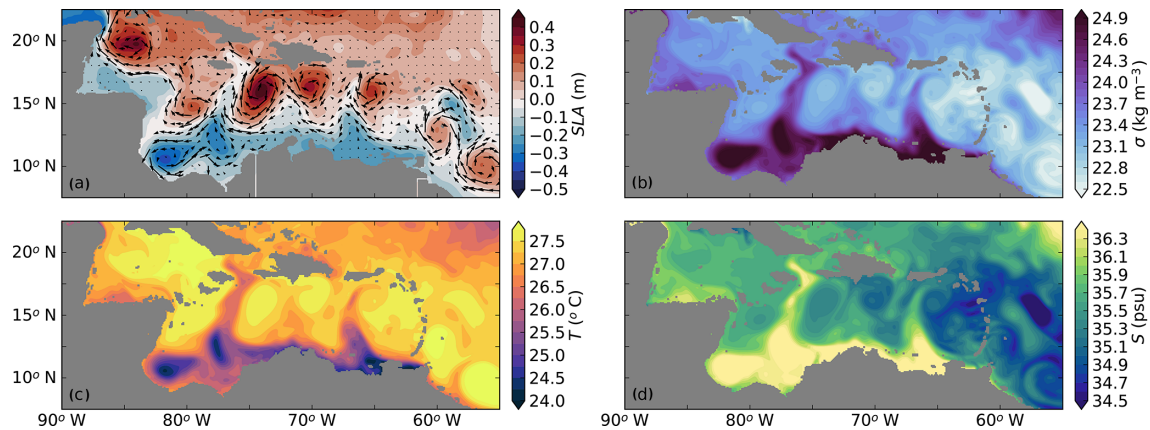 20° N
15° N
10° N
(a)
0.4
0.3
0.2
0.1
0.0
−0.1
−0.2
−0.3
−0.4
−0.5
SLA (m)
(b)
24.9
24.6
24.3
24.0
23.7
23.4
23.1
22.8
22.5
σ (kg m⁻³)
20° N
15° N
10° N
90° W
80° W
70° W
60° W
(c)
27.5
27.0
26.5
26.0
25.5
25.0
24.5
24.0
T (° C)
(d)
90° W
80° W
70° W
60° W
36.3
36.1
35.9
35.7
35.5
35.3
35.1
34.9
34.7
34.5
S (psu)